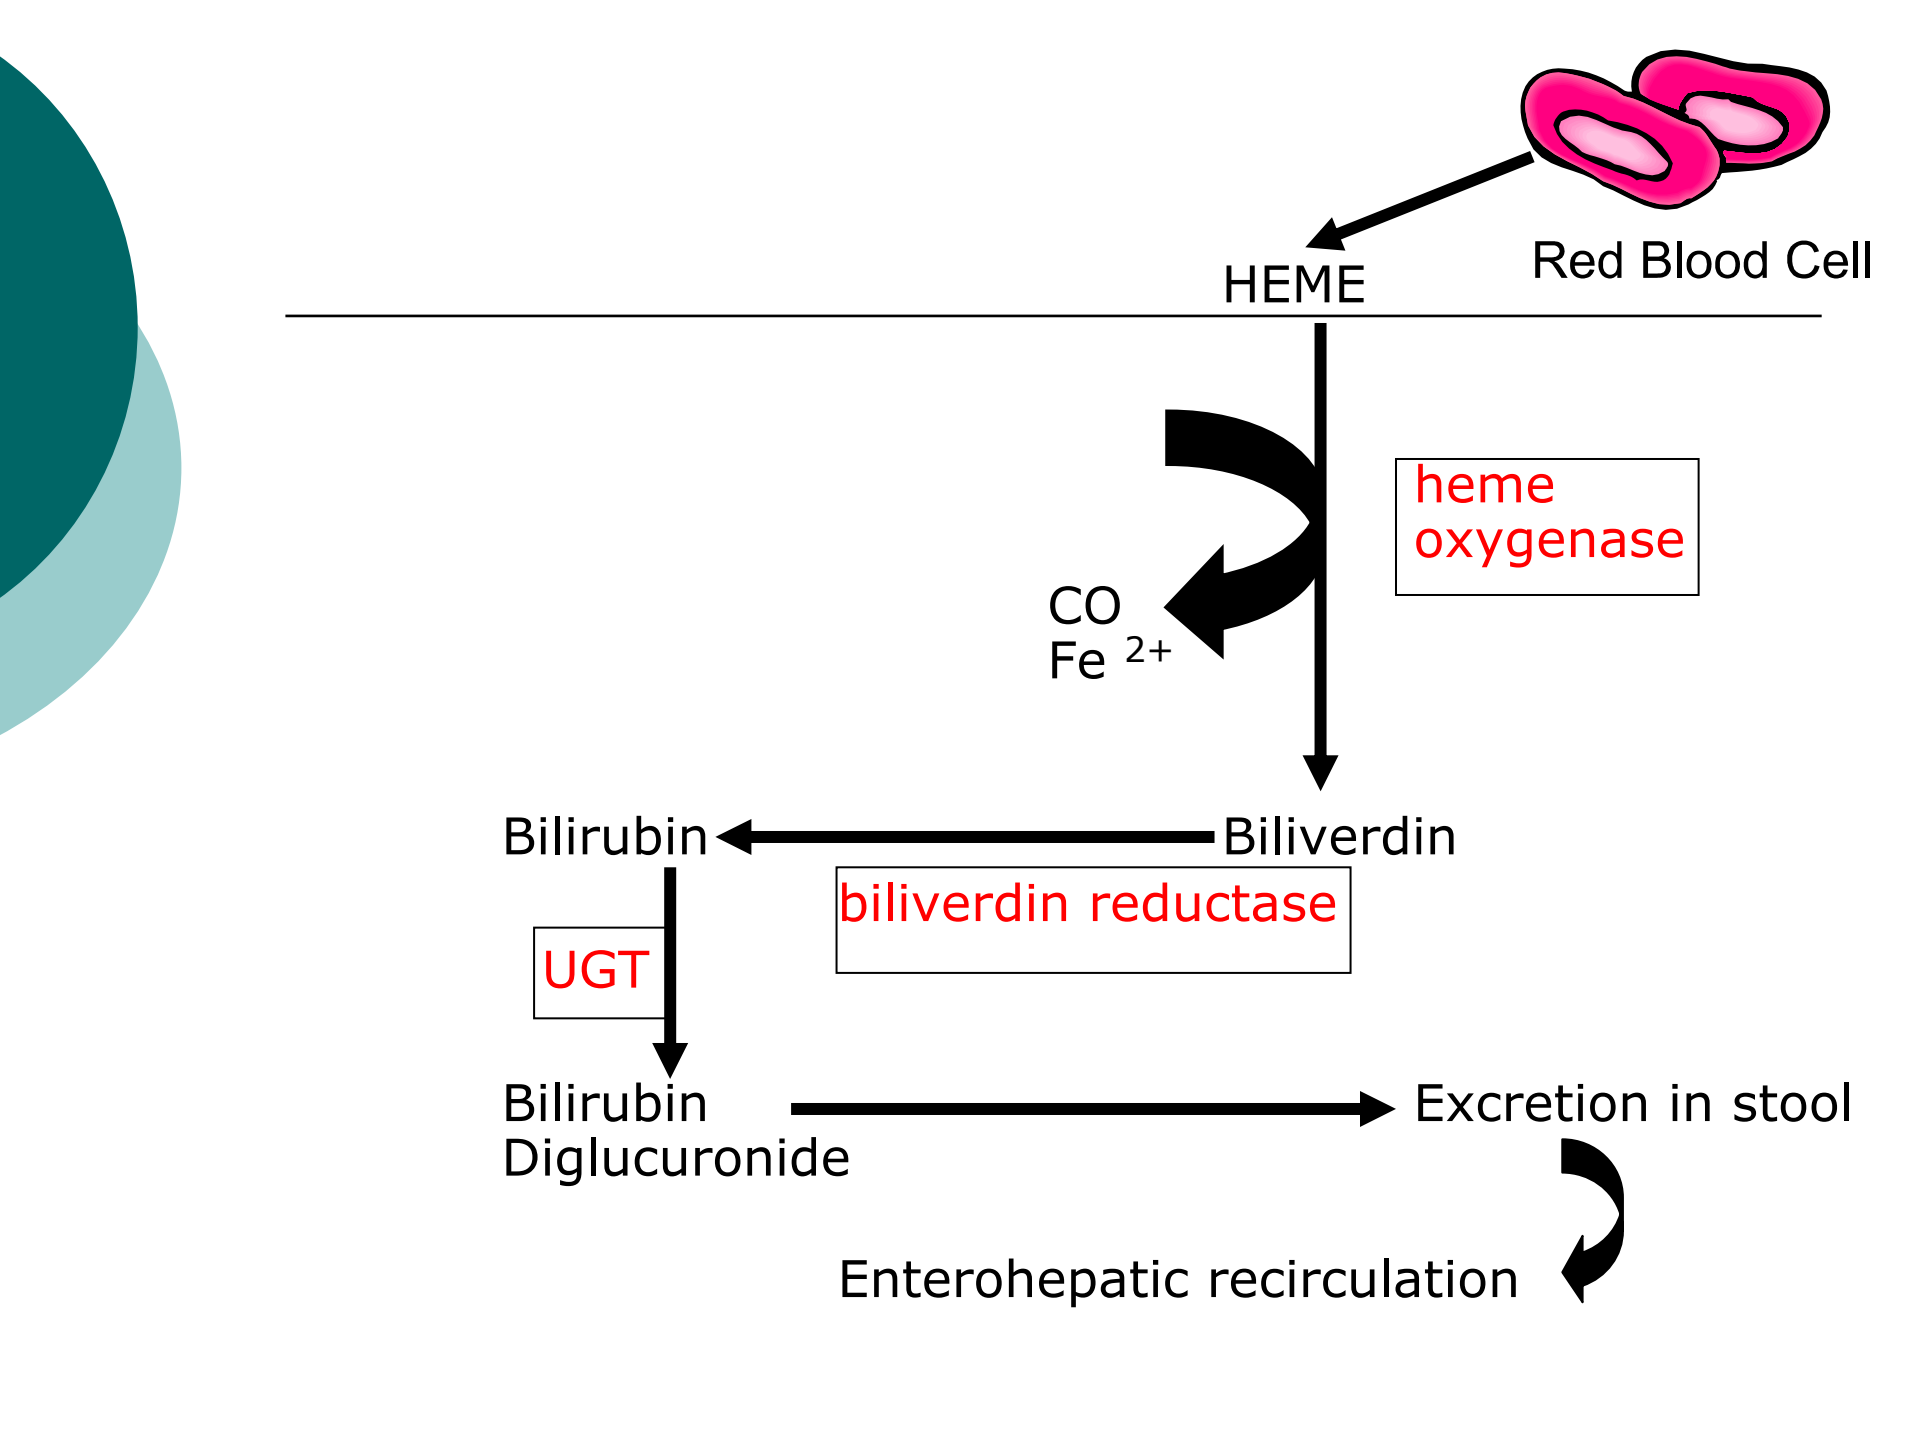 Red Blood Cell
HEME
heme
oxygenase
CO
Fe 2+
Bilirubin
Biliverdin
biliverdin reductase
UGT
Bilirubin
Diglucuronide
Excretion in stool
Enterohepatic recirculation